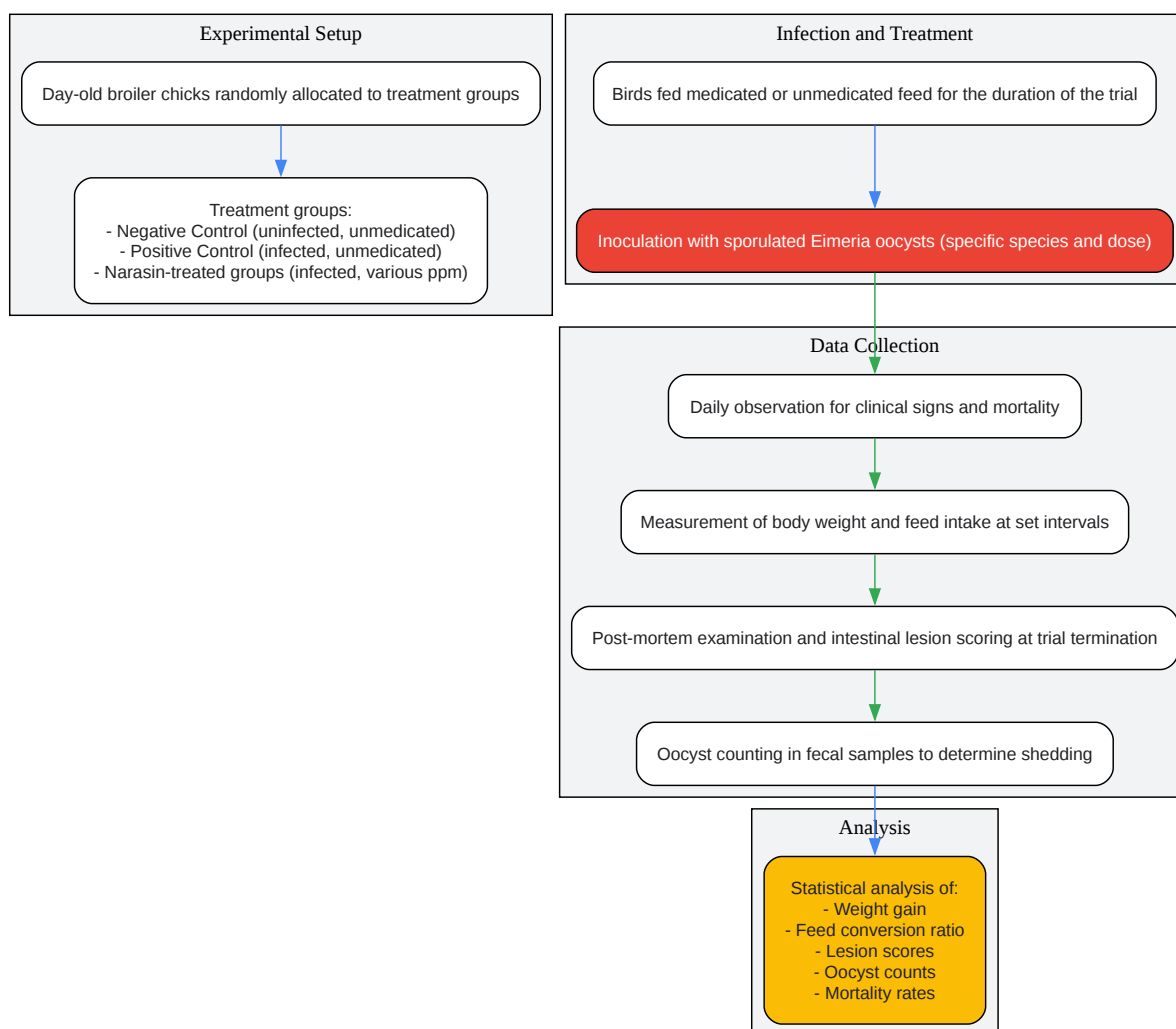 Experimental Setup
Day-old broiler chicks randomly allocated to treatment groups
Treatment groups:
- Negative Control (uninfected, unmedicated)
- Positive Control (infected, unmedicated)
- Narasin-treated groups (infected, various ppm)
Infection and Treatment
Birds fed medicated or unmedicated feed for the duration of the trial
Inoculation with sporulated Eimeria oocysts (specific species and dose)
Data Collection
Daily observation for clinical signs and mortality
Measurement of body weight and feed intake at set intervals
Post-mortem examination and intestinal lesion scoring at trial termination
Oocyst counting in fecal samples to determine shedding
Analysis
Statistical analysis of:
- Weight gain
- Feed conversion ratio
- Lesion scores
- Oocyst counts
- Mortality rates